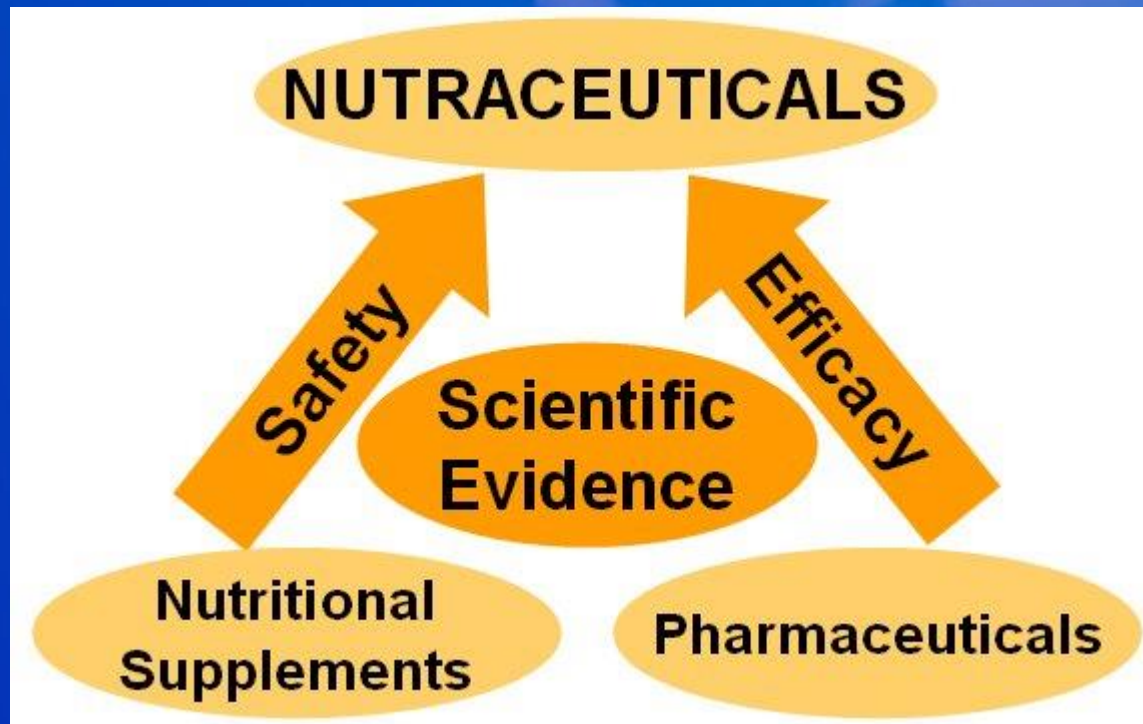 NUTRACEUTICALS
Safety
Efficacy
Scientific
Evidence
Nutritional
Supplements
Pharmaceuticals